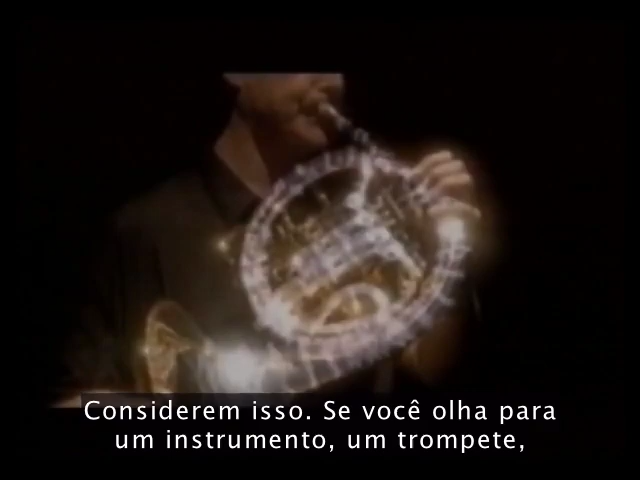 Considerem isso. Se você olha para
um instrumento, um trompete,